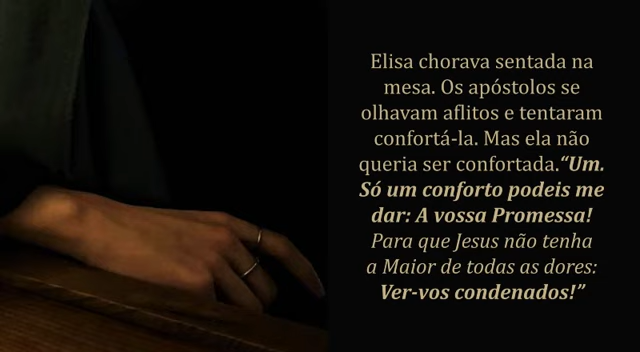 Elisa chorava sentada na
mesa. Os apóstolos se
olhavam aflitos e tentaram
confortá-la. Mas ela não
queria ser confortada.“Um.
Só um conforto podeis me
dar: A vossa Promessa!
Para que Jesus não tenha
a Maior de todas as dores:
Ver-vos condenados!”